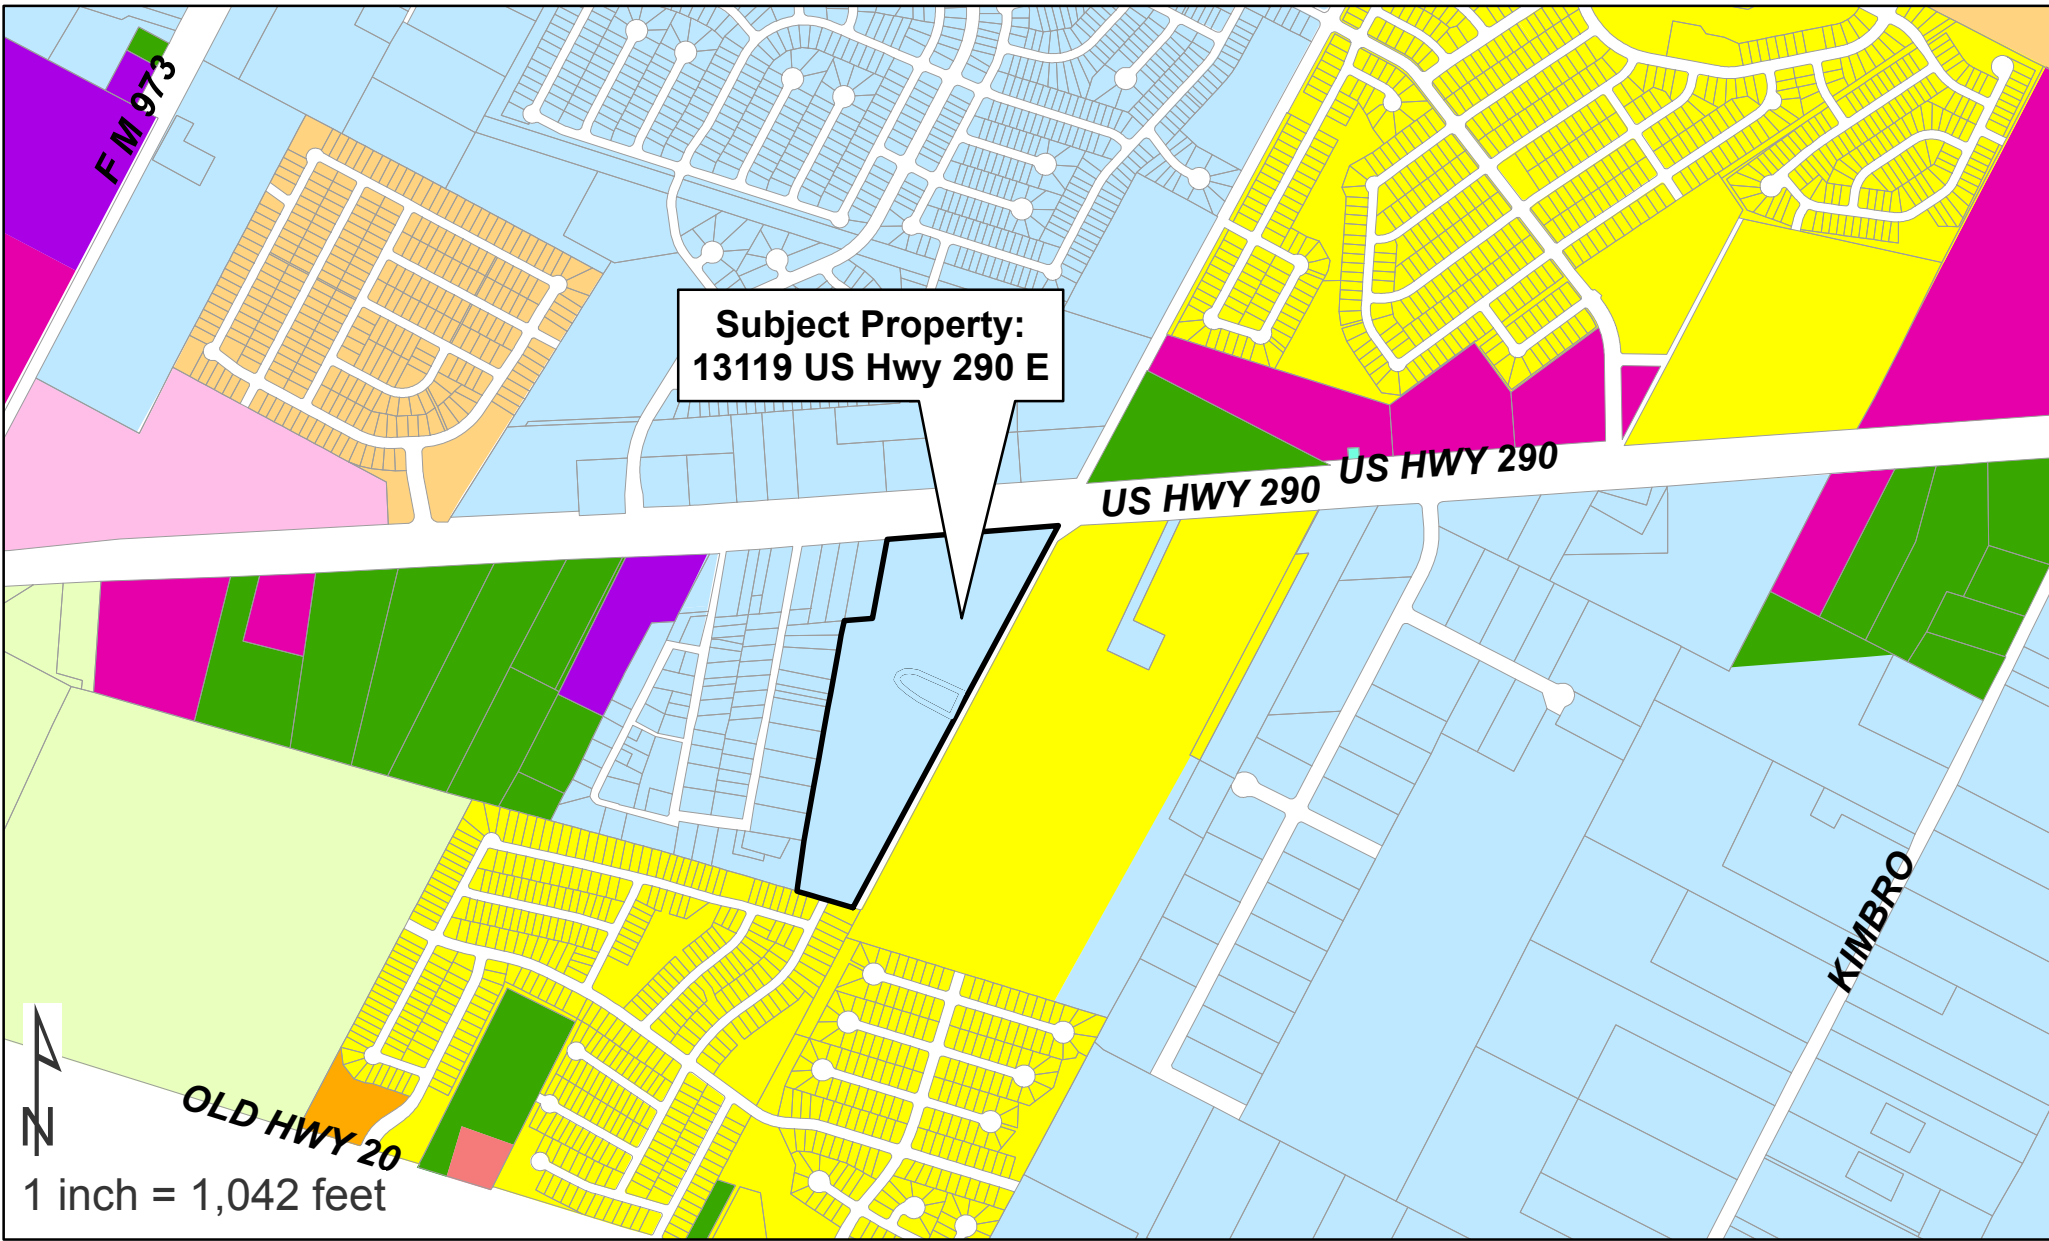 F M 973
Subject Property:
13119 US Hwy 290 E
US HWY 290
US HWY 290
KIMBRO
OLD HWY 20
N
1 inch = 1,042 feet